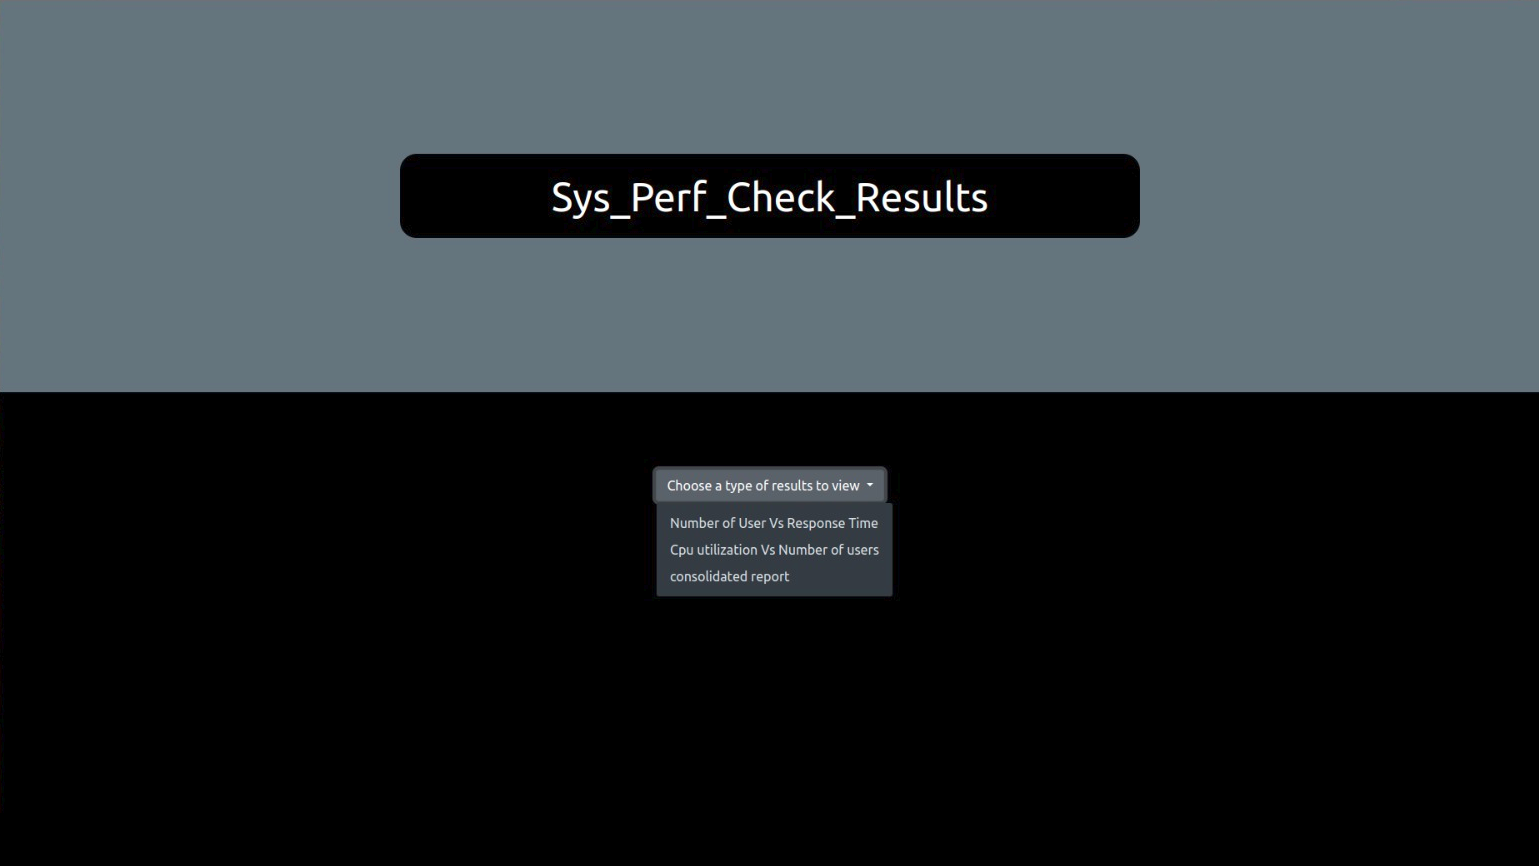 Sys_Perf_Check_Results
Choose a type of results to view
Number of User Vs Response Time
Cpu utilization Vs Number of users
consolidated report